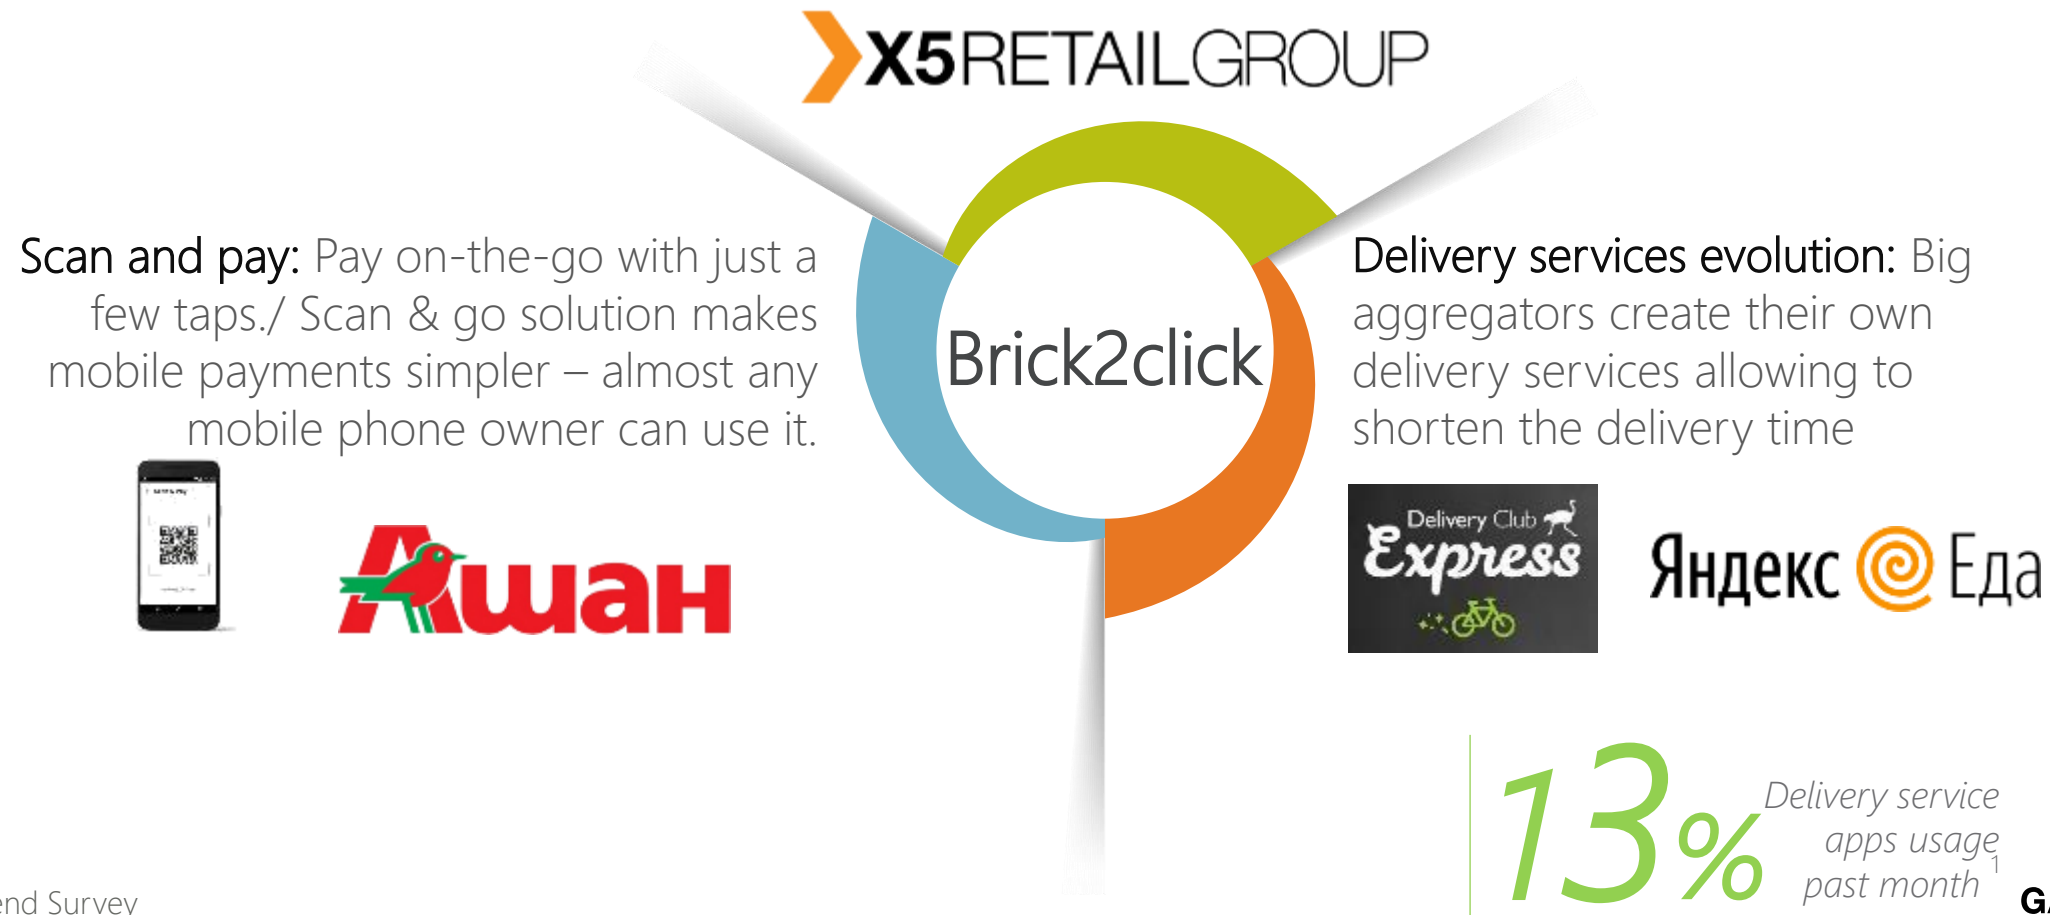 X5RETAILGROUP
Scan and pay: Pay on-the-go with just a
few taps./ Scan & go solution makes
mobile payments simpler – almost any
mobile phone owner can use it.
Ашан
Brick2click
Delivery services evolution: Big
aggregators create their own
delivery services allowing to
shorten the delivery time
Delivery Club
Express
Яндекс Еда
13%
Delivery service
apps usage
past month 1
end Survey